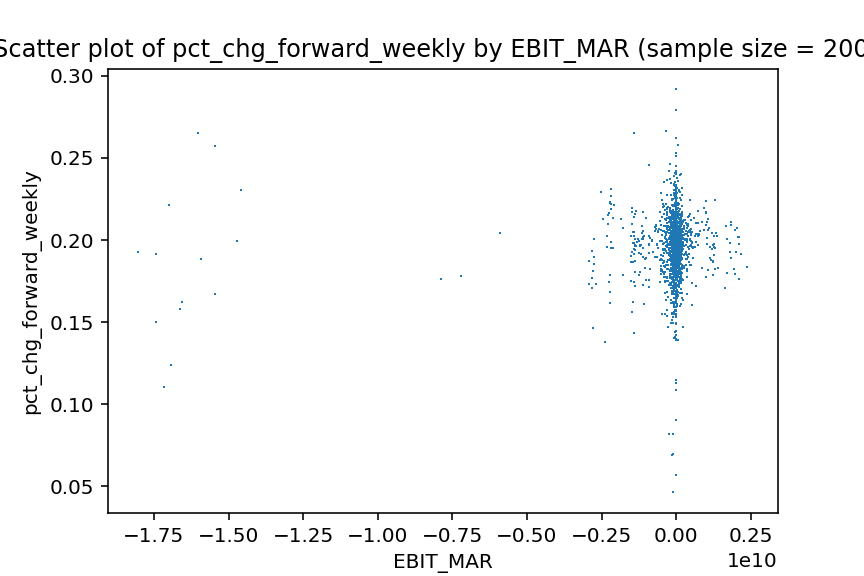 Scatter plot of pct_chg_forward_weekly by EBIT_MAR (sample size = 200
0.30
0.25
0.20
0.15
0.10
0.05
pct_chg_forward_weekly
−1.75 −1.50 −1.25 −1.00 −0.75 −0.50 −0.25 0.00 0.25
1e10
EBIT_MAR